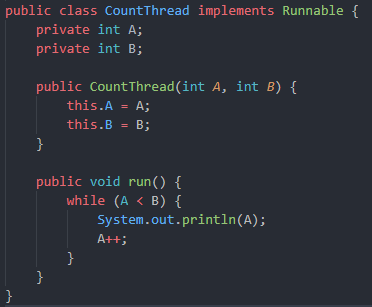 public class CountThread implements Runnable {
    private int A;
    private int B;

    public CountThread(int A, int B) {
        this.A = A;
        this.B = B;
    }

    public void run() {
        while (A < B) {
            System.out.println(A);
            A++;
        }
    }
}